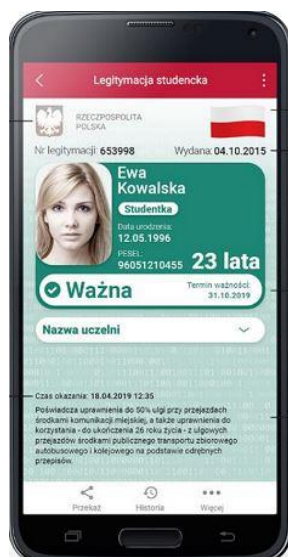 Legitymacja studencka
RZECZPOSPOLITA
POLSKA
Nr legitymacji: 653998 Wydana: 04.10.2015
Ewa
Kowalska
Studentka
Data urodzenia:
12.05.1996
PESEL:
96051210455 23 lata
Ważna Termin ważności:
31.10.2019
Nazwa uczelni
Czas okazania: 18.04.2019 12:35
Poświadcza uprawnienia do 50% ulgi przy przejazdach
środkami komunikacji miejskiej, a także uprawnienia do
korzystania - do ukończenia 26 roku życia - z ulgowych
przejazdów środkami publicznego transportu zbiorowego
autobusowego i kolejowego na podstawie odrębnych
przepisów.
Przekaż Historia Więcej